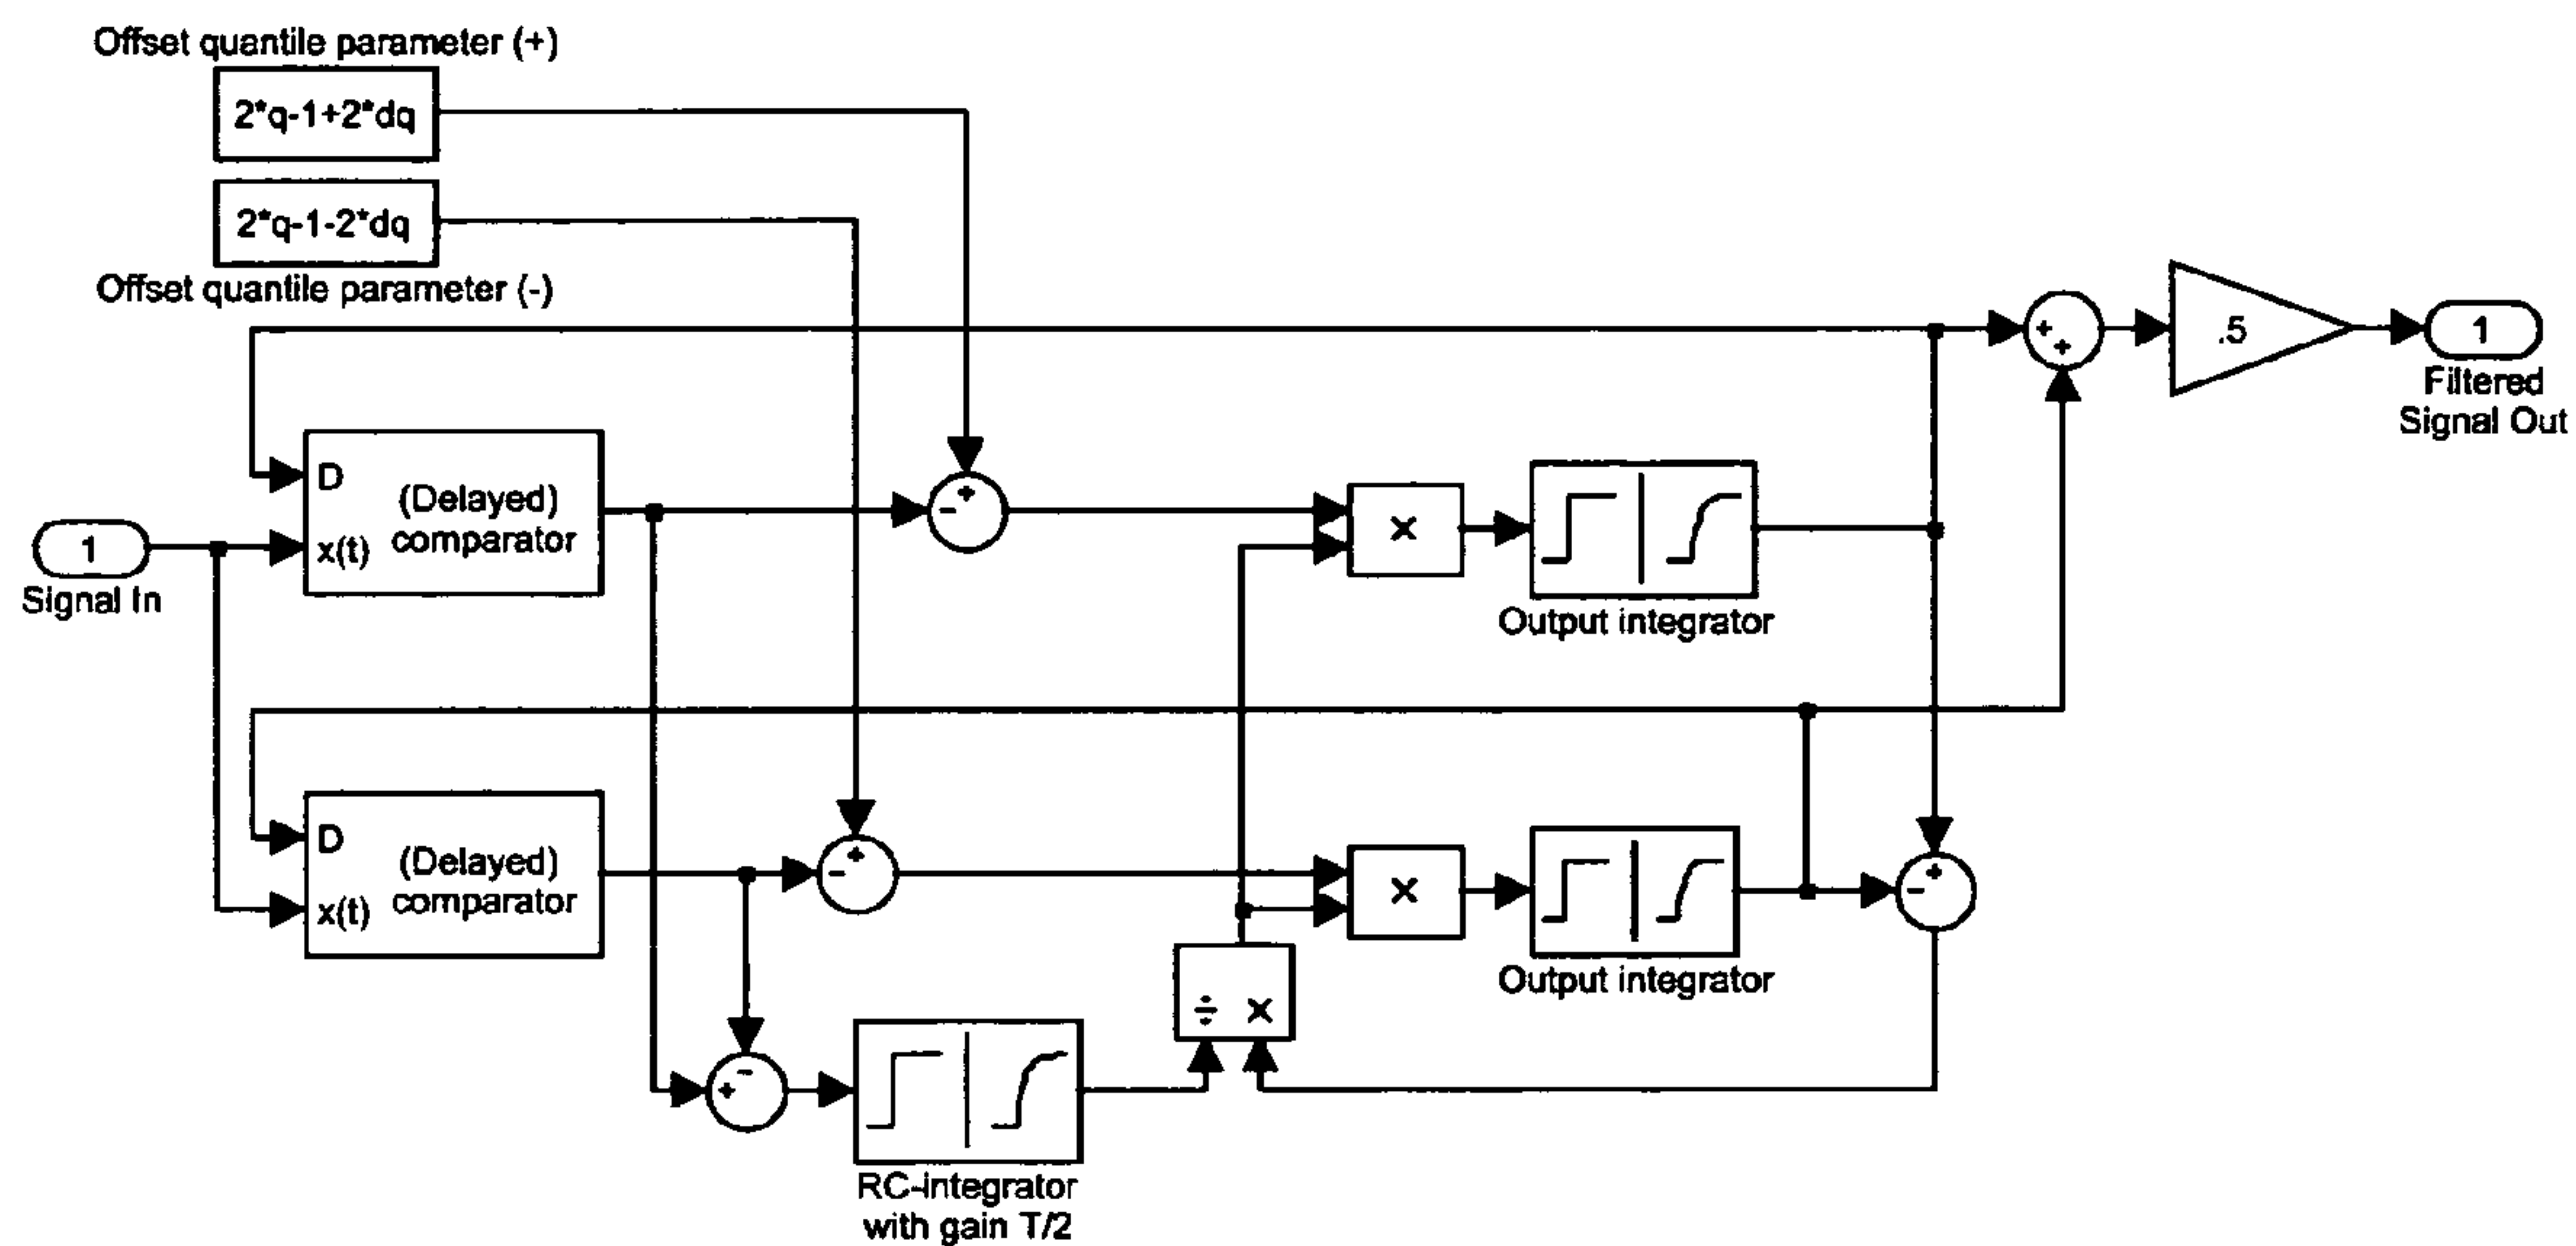 Offset quantile parameter (+)
2*q-1+2*dq
2*q-1-2*dq
Offset quantile parameter (-)
+
+
.5
1
Filtered
Signal Out
D
(Delayed)
comparator
x(t)
1
Signal In
+
-
×
Output integrator
D
(Delayed)
comparator
x(t)
+
-
×
Output integrator
+
-
÷ ×
-
+
RC-integrator
with gain T/2